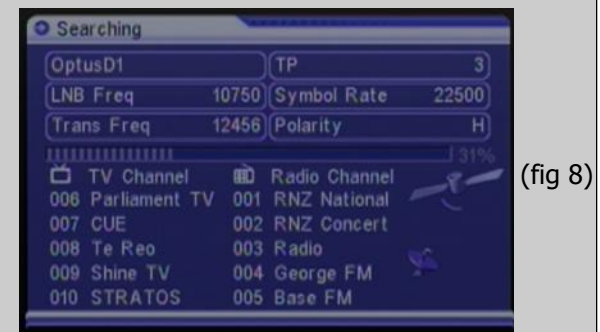 Searching
OptusD1 TP 3
LNB Freq 10750 Symbol Rate 22500
Trans Freq 12456 Polarity H
31%
TV Channel Radio Channel
006 Parliament TV 001 RNZ National
007 CUE 002 RNZ Concert
008 Te Reo 003 Radio
009 Shine TV 004 George FM
010 STRATOS 005 Base FM
(fig 8)